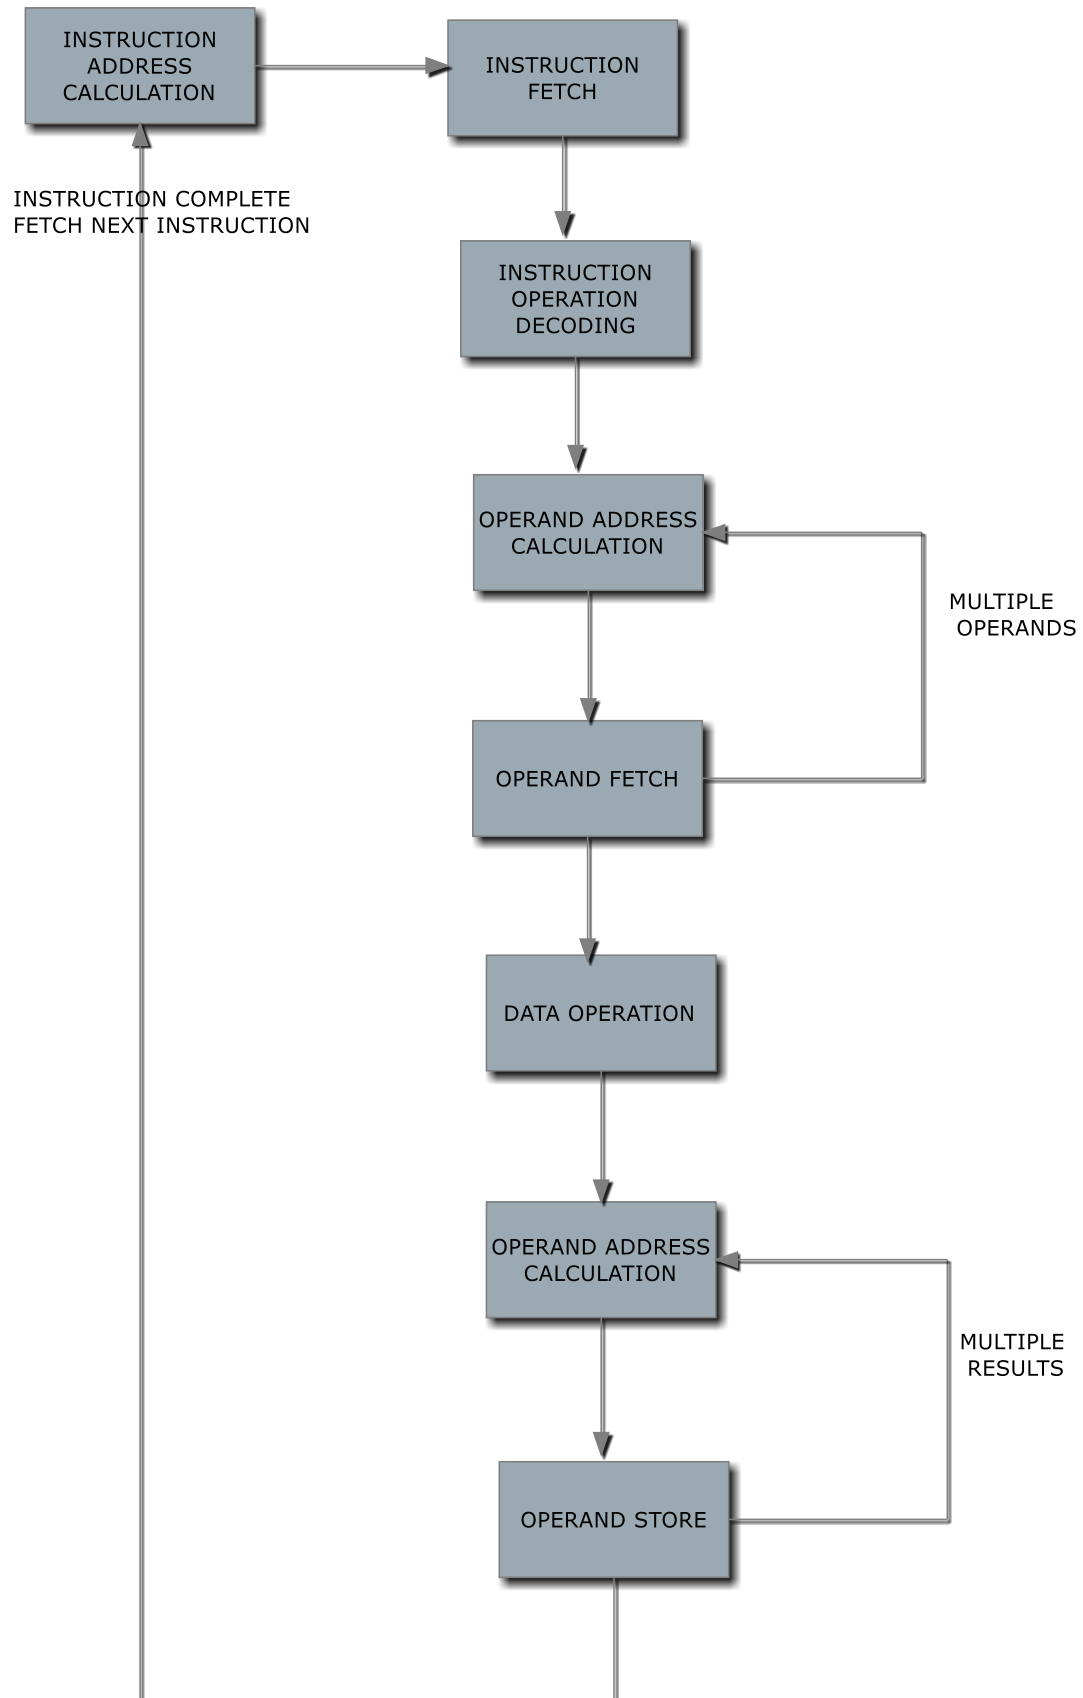 INSTRUCTION
ADDRESS
CALCULATION
INSTRUCTION
FETCH
INSTRUCTION COMPLETE
FETCH NEXT INSTRUCTION
INSTRUCTION
OPERATION
DECODING
OPERAND ADDRESS
CALCULATION
MULTIPLE
OPERANDS
OPERAND FETCH
DATA OPERATION
OPERAND ADDRESS
CALCULATION
MULTIPLE
RESULTS
OPERAND STORE